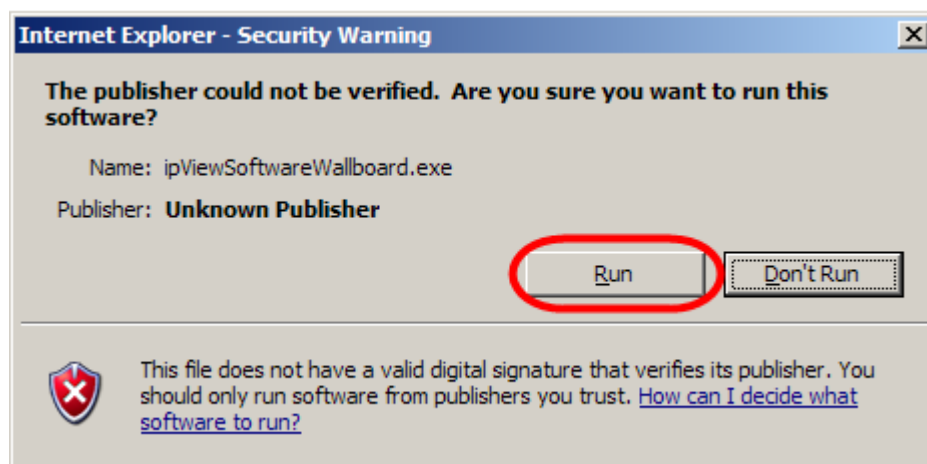 Internet Explorer - Security Warning
The publisher could not be verified. Are you sure you want to run this
software?
Name: ipViewSoftwareWallboard.exe
Publisher: Unknown Publisher
Run Don't Run
This file does not have a valid digital signature that verifies its publisher. You
should only run software from publishers you trust. How can I decide what
software to run?